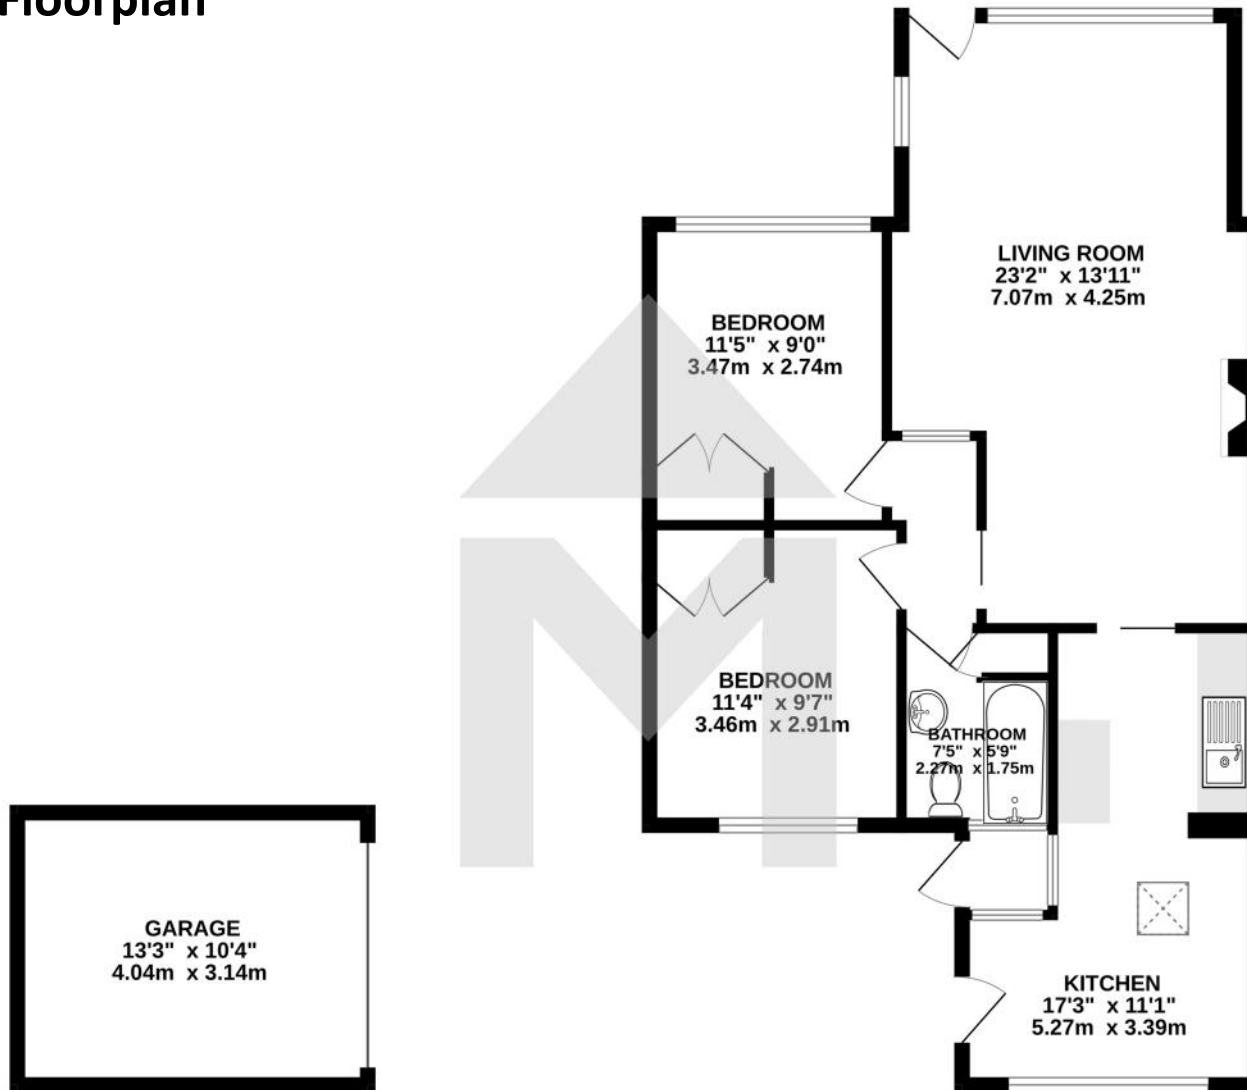 Floorplan
LIVING ROOM
23'2" x 13'11"
7.07m x 4.25m
BEDROOM
11'5" x 9'0"
3.47m x 2.74m
BEDROOM
11'4" x 9'7"
3.46m x 2.91m
BATHROOM
7'5" x 5'9"
2.27m x 1.75m
GARAGE
13'3" x 10'4"
4.04m x 3.14m
KITCHEN
17'3" x 11'1"
5.27m x 3.39m